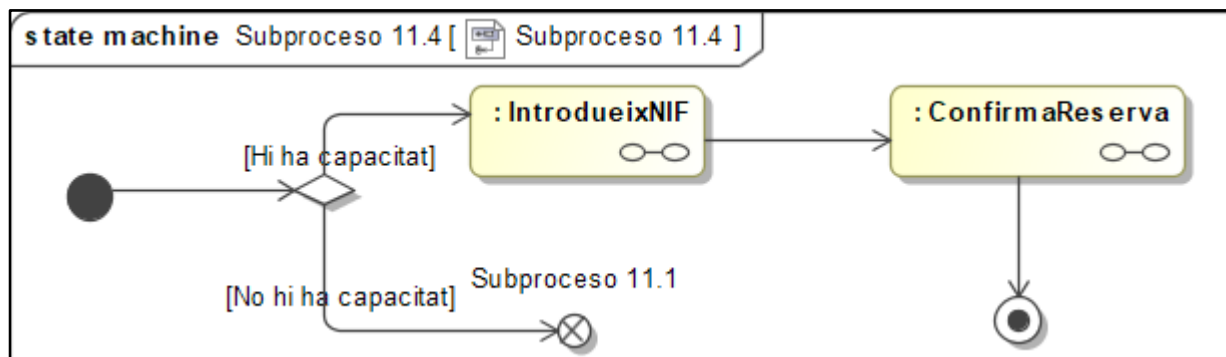 state machine Subproceso 11.4 [ Subproceso 11.4 ]
: IntrodueixNIF
: ConfirmaReserva
[Hi ha capacitat]
Subproceso 11.1
[No hi ha capacitat]